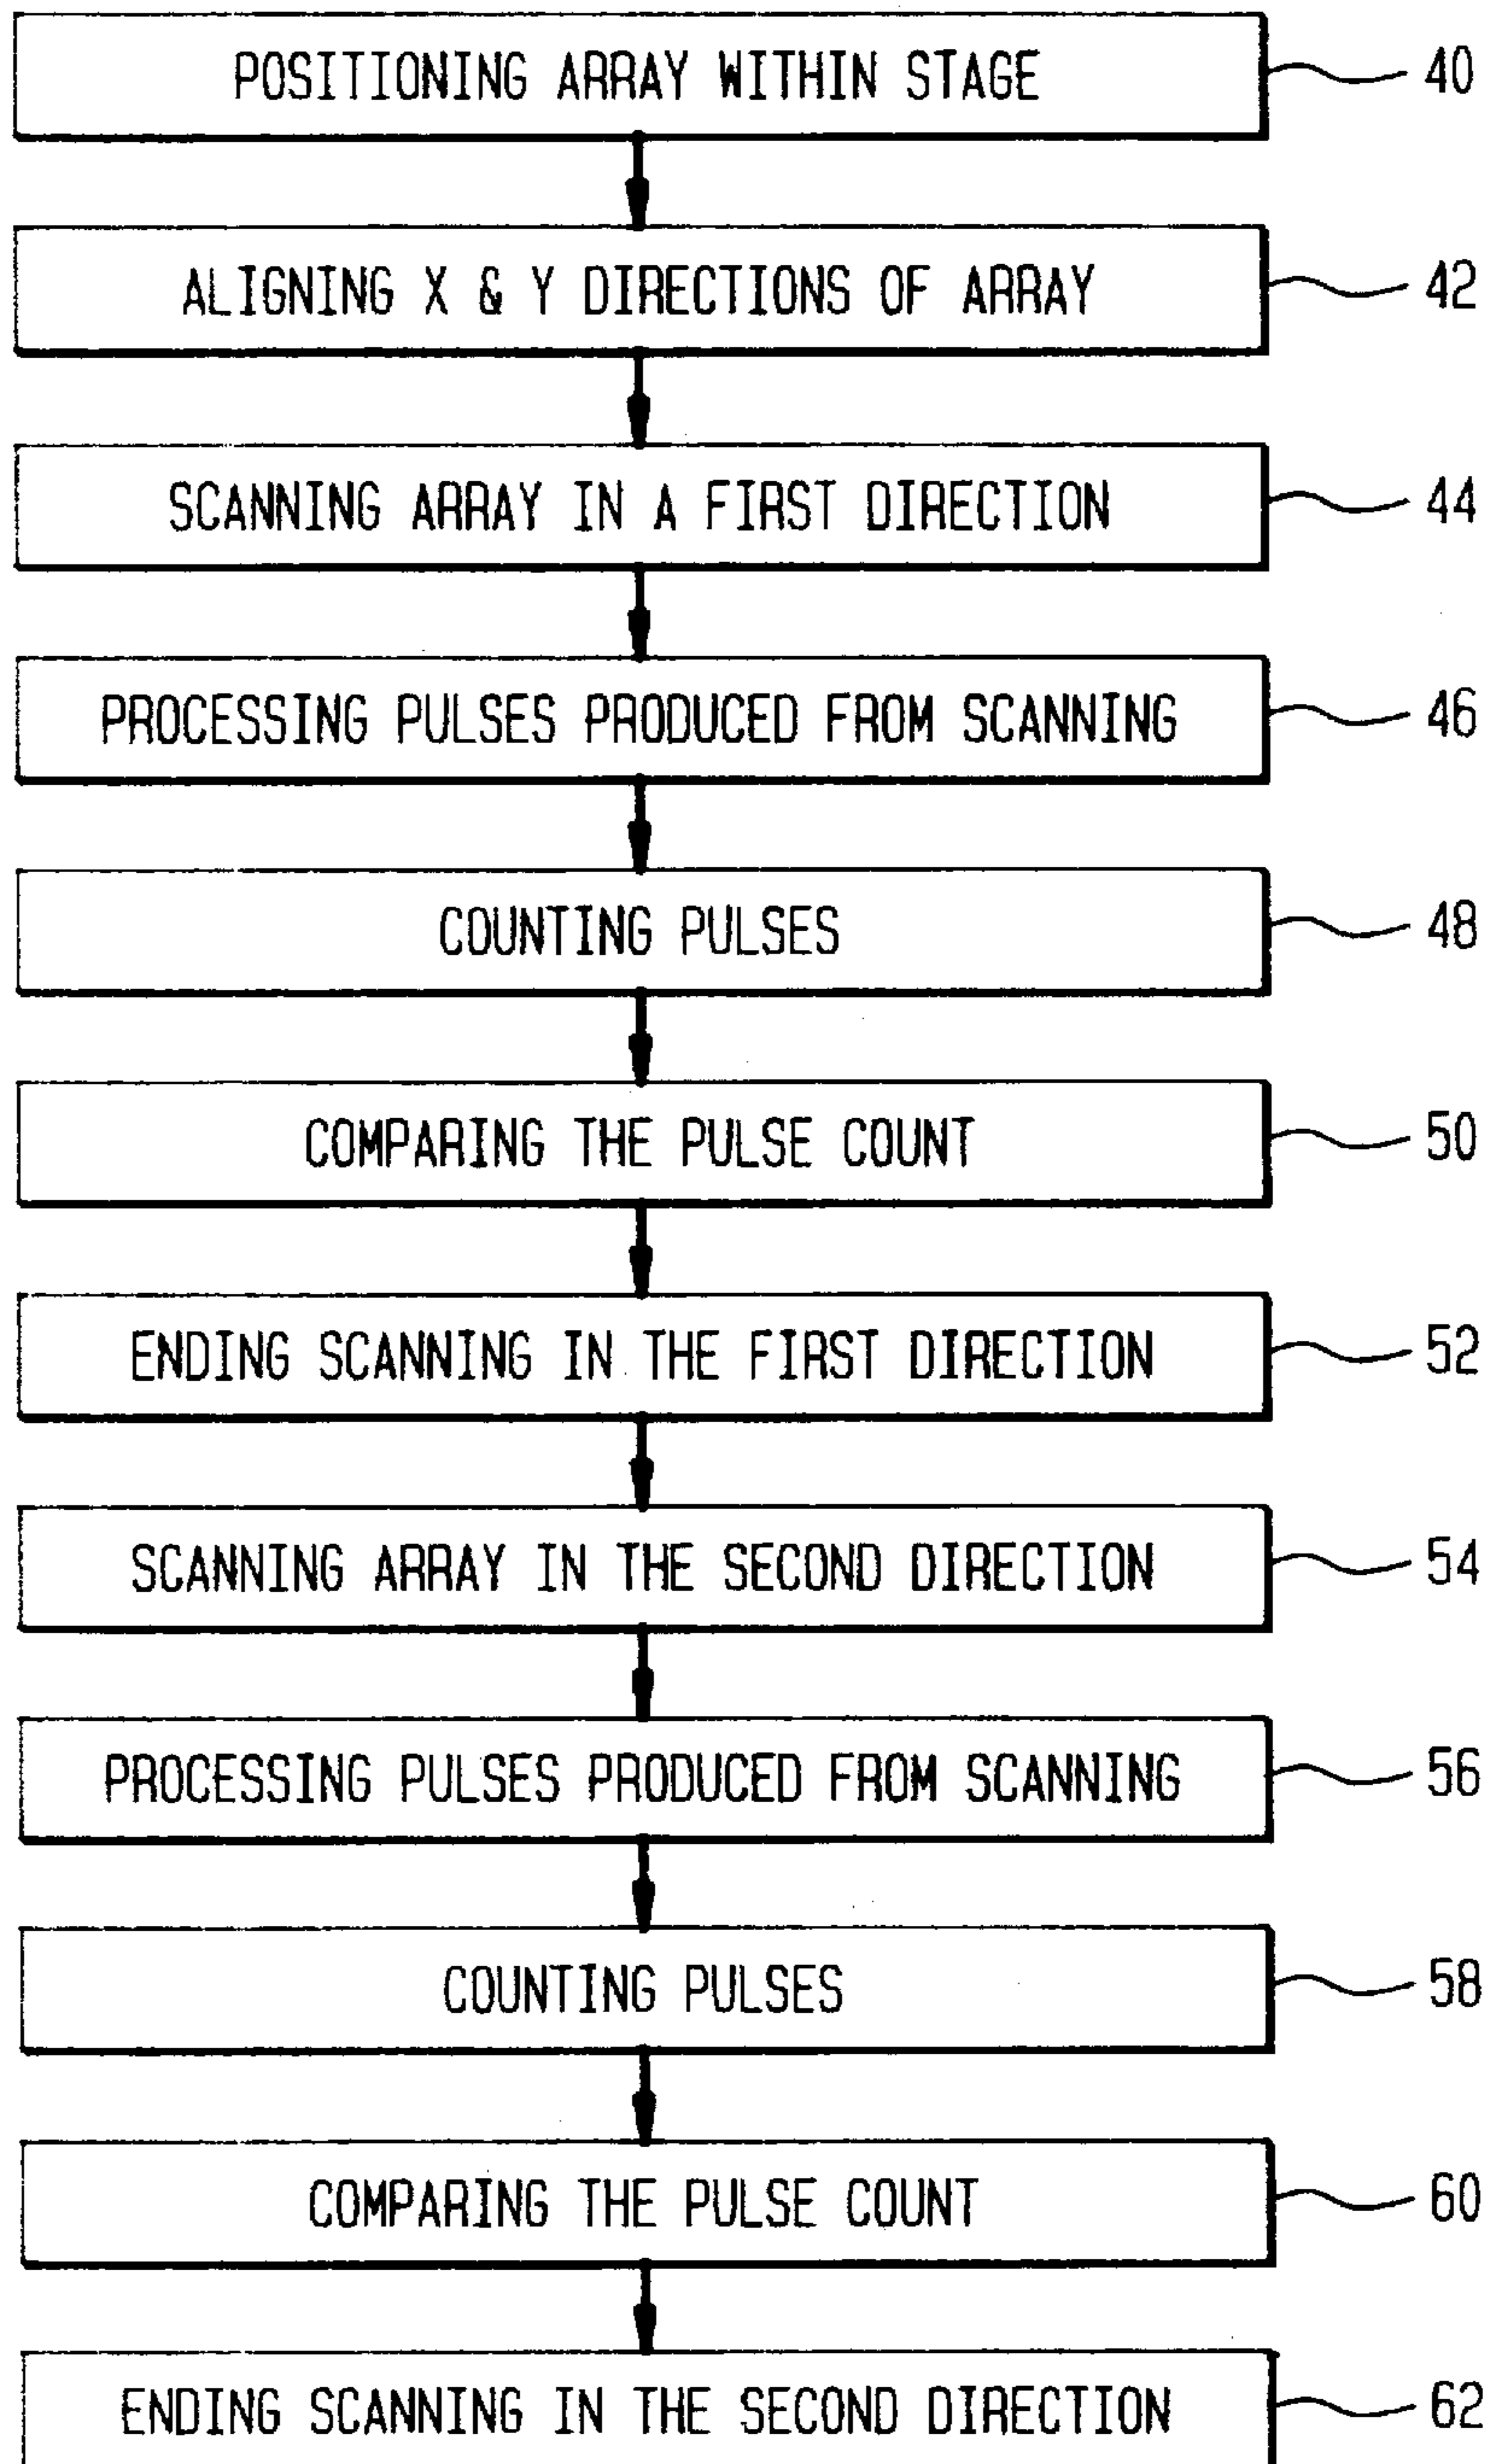 POSITIONING ARRAY WITHIN STAGE 40
ALIGNING X & Y DIRECTIONS OF ARRAY 42
SCANNING ARRAY IN A FIRST DIRECTION 44
PROCESSING PULSES PRODUCED FROM SCANNING 46
COUNTING PULSES 48
COMPARING THE PULSE COUNT 50
ENDING SCANNING IN THE FIRST DIRECTION 52
SCANNING ARRAY IN THE SECOND DIRECTION 54
PROCESSING PULSES PRODUCED FROM SCANNING 56
COUNTING PULSES 58
COMPARING THE PULSE COUNT 60
ENDING SCANNING IN THE SECOND DIRECTION 62